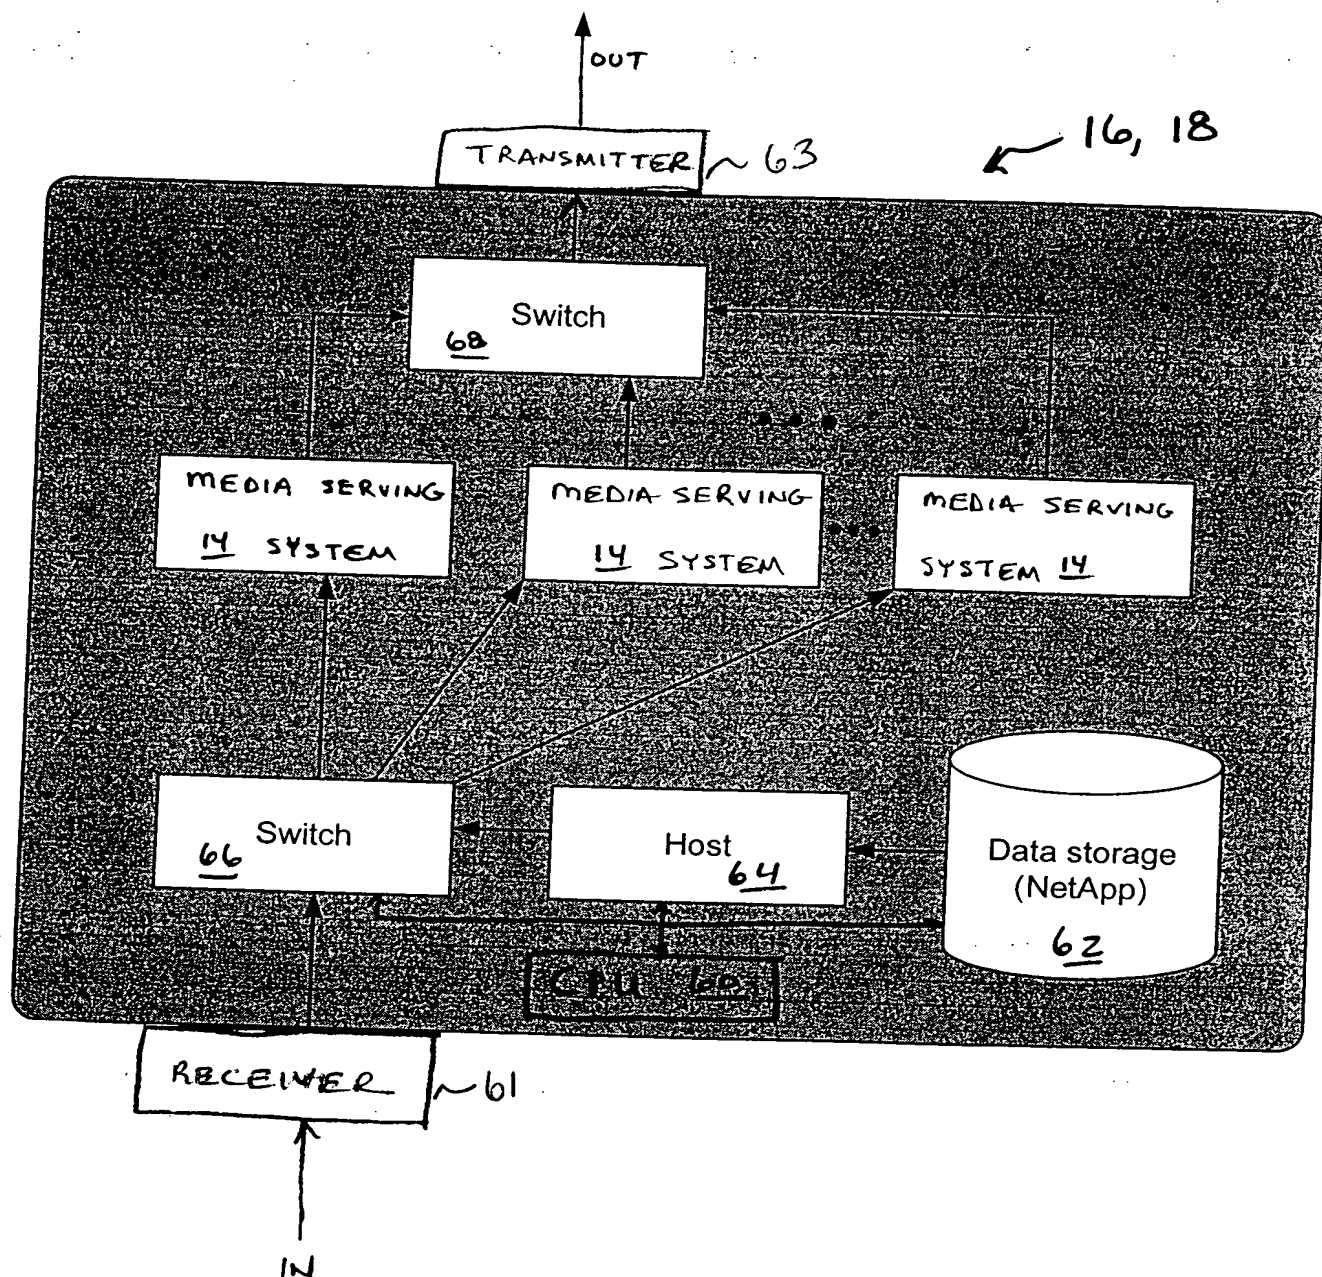 OUT
16, 18
TRANSMITTER 63
Switch
68
MEDIA SERVING
14 SYSTEM
MEDIA SERVING
14 SYSTEM
MEDIA SERVING
SYSTEM 14
Switch
66
Host
64
Data storage
(NetApp)
62
CPU 60
RECEIVER 61
IN